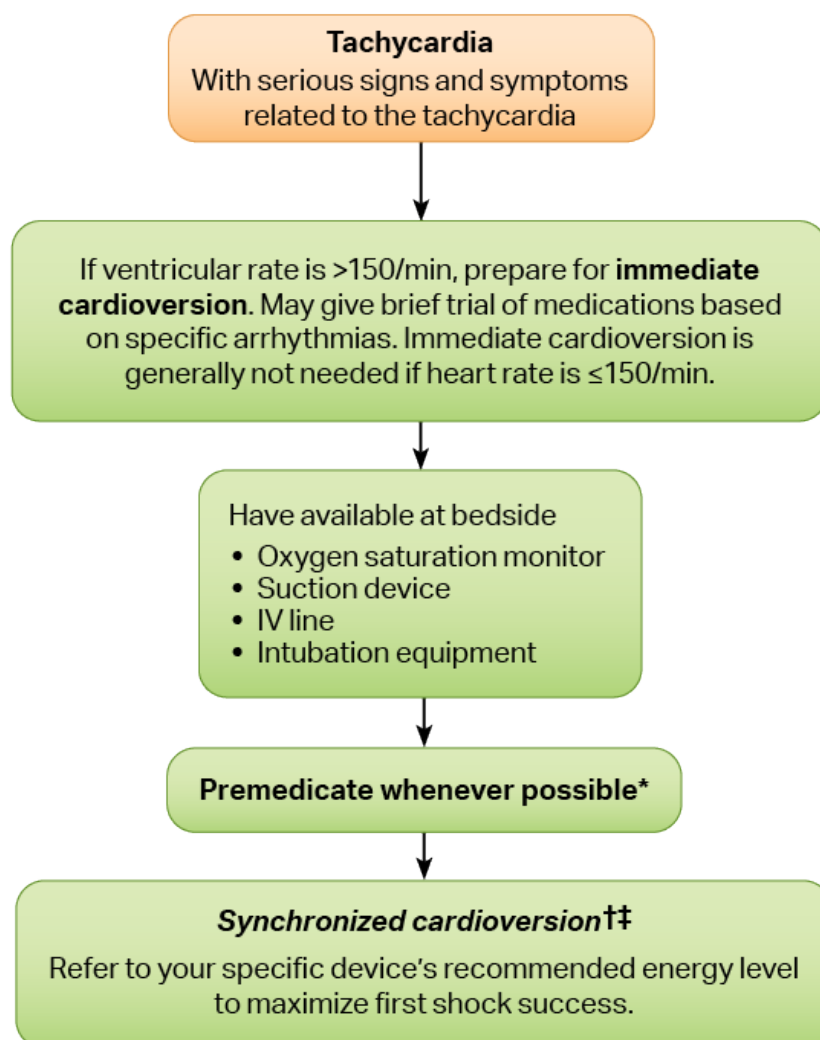 Tachycardia
With serious signs and symptoms
related to the tachycardia
If ventricular rate is >150/min, prepare for immediate
cardioversion. May give brief trial of medications based
on specific arrhythmias. Immediate cardioversion is
generally not needed if heart rate is ≤150/min.
Have available at bedside
• Oxygen saturation monitor
• Suction device
• IV line
• Intubation equipment
Premedicate whenever possible*
Synchronized cardioversion†‡
Refer to your specific device’s recommended energy level
to maximize first shock success.